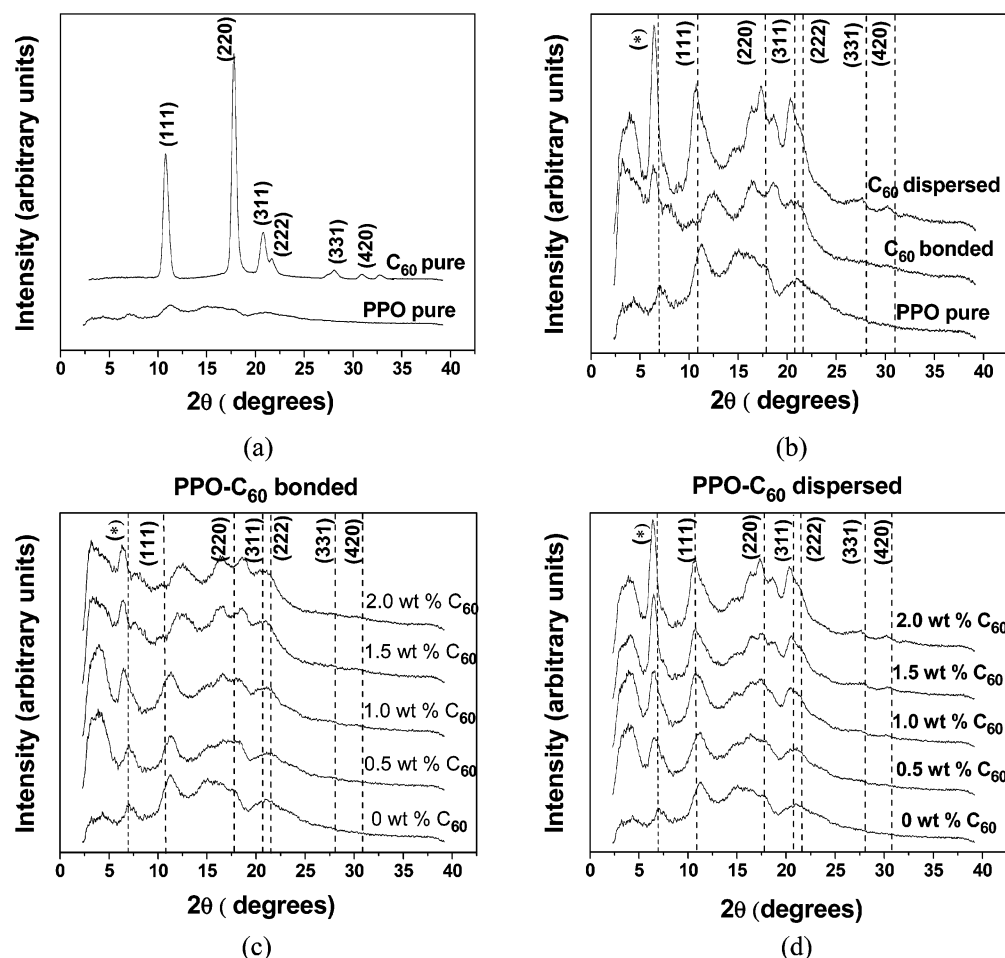 (111)
(220)
(311)
(222)
(331)
(420)
C60 pure
PPO pure
Intensity (arbitrary units)
0 5 10 15 20 25 30 35 40
2θ ( degrees)
(a)
(*)
(111)
(220)
(311)
(222)
(331)
(420)
C60 dispersed
C60 bonded
PPO pure
Intensity (arbitrary units)
0 5 10 15 20 25 30 35 40
2θ ( degrees)
(b)
PPO-C60 bonded
(*)
(111)
(220)
(311)
(222)
(331)
(420)
2.0 wt % C60
1.5 wt % C60
1.0 wt % C60
0.5 wt % C60
0 wt % C60
Intensity (arbitrary units)
0 5 10 15 20 25 30 35 40
2θ ( degrees)
(c)
PPO-C60 dispersed
(*)
(111)
(220)
(311)
(222)
(331)
(420)
2.0 wt % C60
1.5 wt % C60
1.0 wt % C60
0.5 wt % C60
0 wt % C60
Intensity (arbitrary units)
0 5 10 15 20 25 30 35 40
2θ (degrees)
(d)